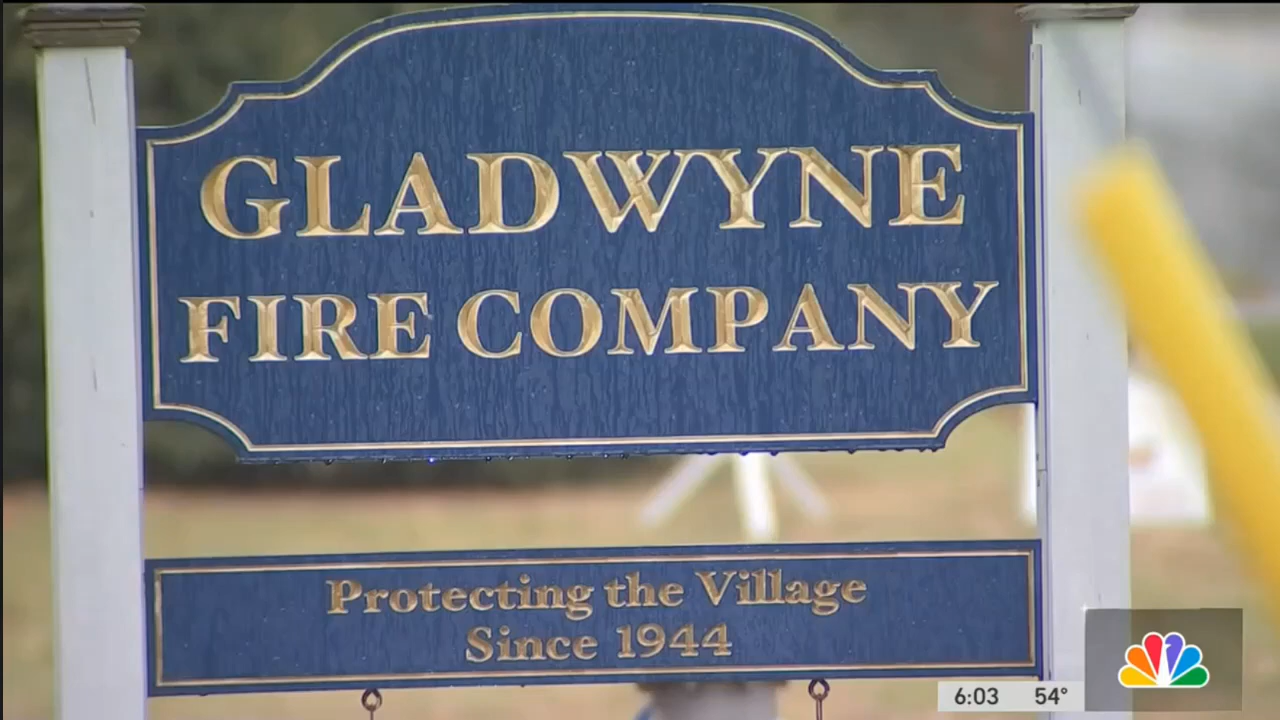 GLADWYNE
FIRE COMPANY
Protecting the Village
Since 1944
6:03 54°